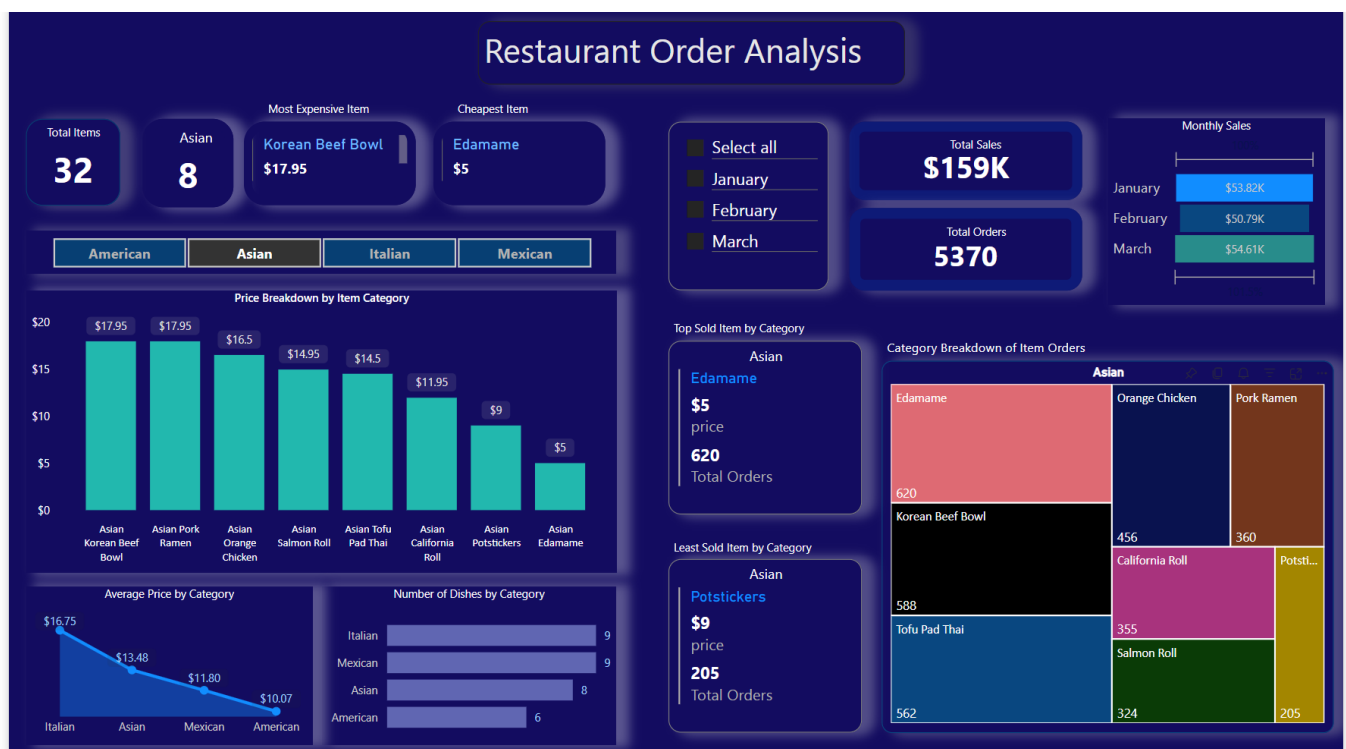 Restaurant Order Analysis
Total Items
32
Asian
8
Most Expensive Item
Korean Beef Bowl
$17.95
Cheapest Item
Edamame
$5
American
Asian
Italian
Mexican
Select all
January
February
March
Total Sales
$159K
Total Orders
5370
Monthly Sales
January
$53.82K
February
$50.79K
March
$54.61K
Price Breakdown by Item Category
$20
$15
$10
$5
$0
$17.95
$17.95
$16.5
$14.95
$14.5
$11.95
$9
$5
Asian
Korean Beef
Bowl
Asian Pork
Ramen
Asian
Orange
Chicken
Asian
Salmon Roll
Asian Tofu
Pad Thai
Asian
California
Roll
Asian
Potstickers
Asian
Edamame
Average Price by Category
$16.75
$13.48
$11.80
$10.07
Italian
Asian
Mexican
American
Number of Dishes by Category
Italian
9
Mexican
9
Asian
8
American
6
Top Sold Item by Category
Asian
Edamame
$5
price
620
Total Orders
Least Sold Item by Category
Asian
Potstickers
$9
price
205
Total Orders
Category Breakdown of Item Orders
Asian
Edamame
620
Korean Beef Bowl
588
Tofu Pad Thai
562
Orange Chicken
456
Pork Ramen
360
California Roll
355
Salmon Roll
324
Potsti...
205